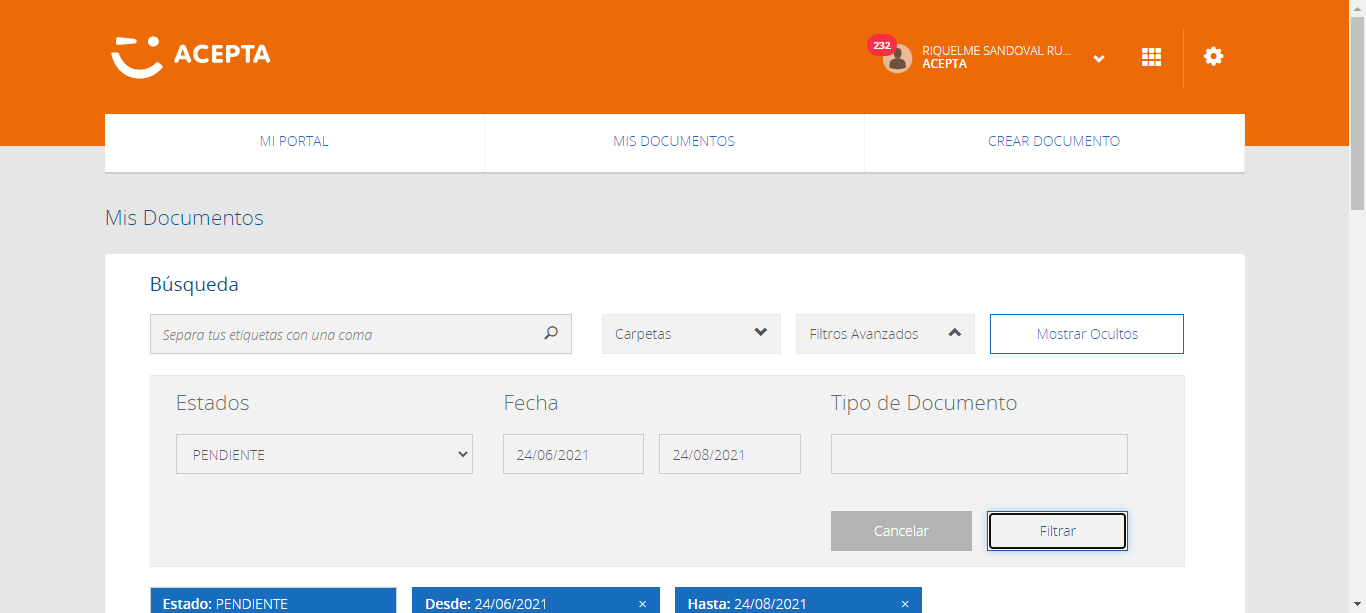 ACEPTA
232
RIQUELME SANDOVAL RU...
ACEPTA
MI PORTAL
MIS DOCUMENTOS
CREAR DOCUMENTO
Mis Documentos
Búsqueda
Separa tus etiquetas con una coma
Carpetas
Filtros Avanzados
Mostrar Ocultos
Estados
Fecha
Tipo de Documento
PENDIENTE
24/06/2021
24/08/2021
Cancelar
Filtrar
Estado: PENDIENTE
Desde: 24/06/2021 ×
Hasta: 24/08/2021 ×